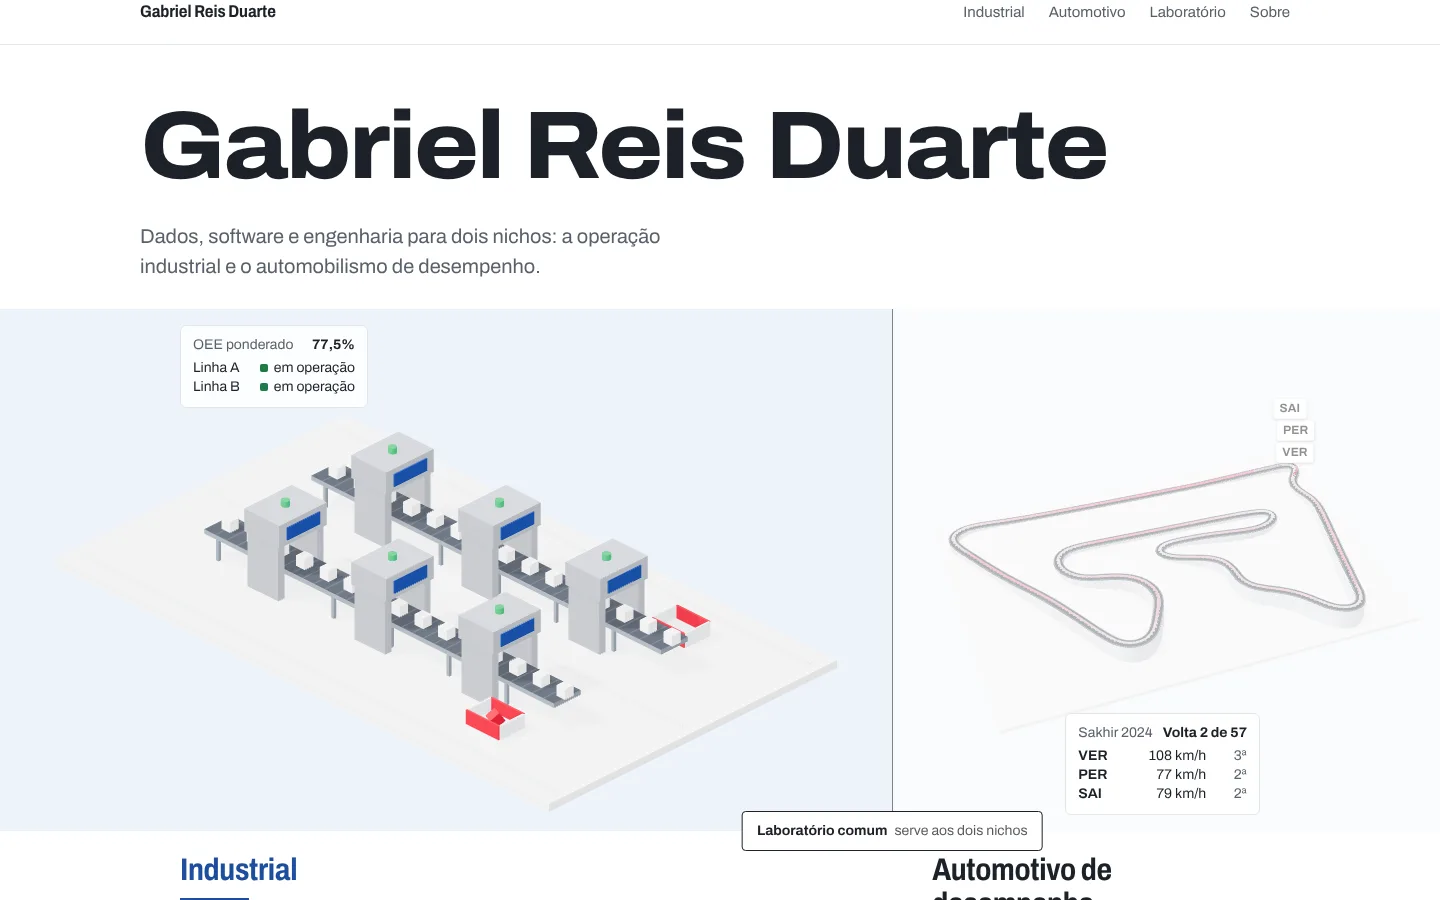 Gabriel Reis Duarte
Industrial Automotivo Laboratório Sobre
Gabriel Reis Duarte
Dados, software e engenharia para dois nichos: a operação
industrial e o automobilismo de desempenho.
OEE ponderado 77,5%
Linha A em operação
Linha B em operação
SAI
PER
VER
Sakhir 2024 Volta 2 de 57
VER 108 km/h 3ª
PER 77 km/h 2ª
SAI 79 km/h 2ª
Laboratório comum serve aos dois nichos
Industrial
Automotivo de
desempenho